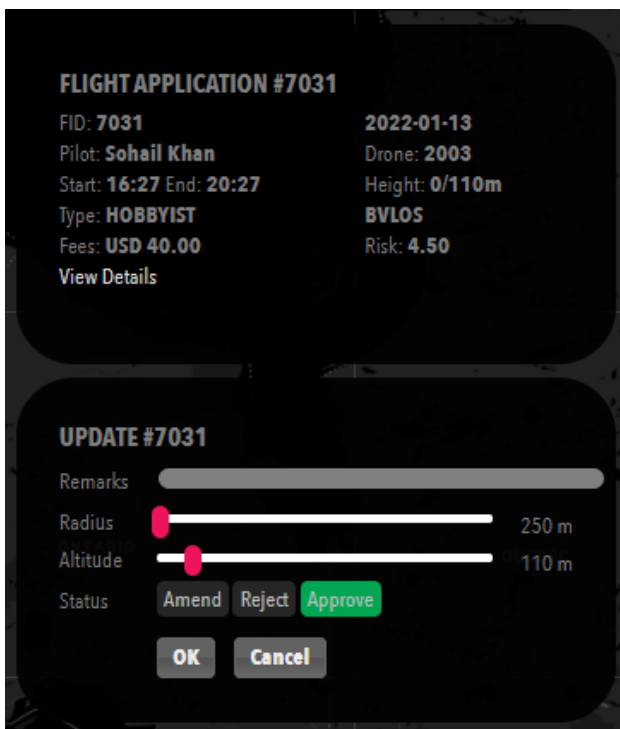 FLIGHT APPLICATION #7031
FID: 7031 2022-01-13
Pilot: Sohail Khan Drone: 2003
Start: 16:27 End: 20:27 Height: 0/110m
Type: HOBBYIST BVLOS
Fees: USD 40.00 Risk: 4.50
View Details
UPDATE #7031
Remarks
Radius 250 m
Altitude 110 m
Status Amend Reject Approve
OK Cancel